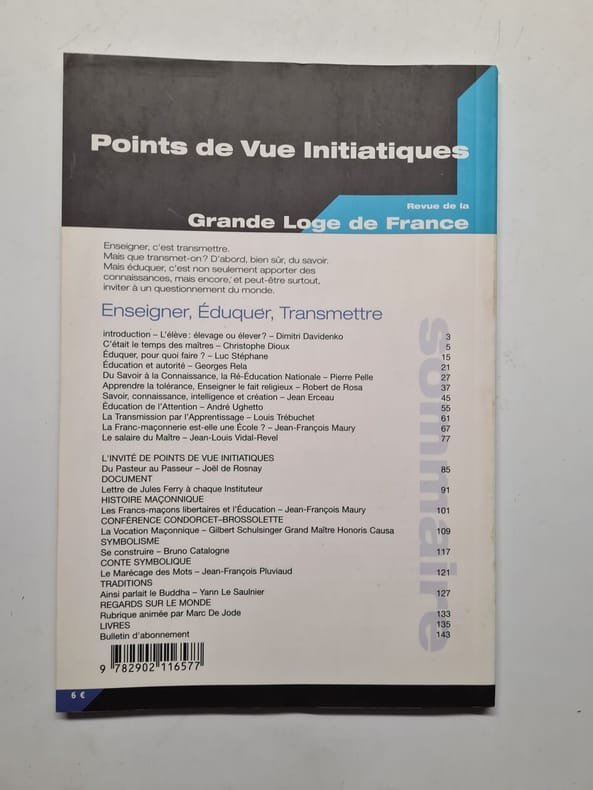 Points de Vue Initiatiques
Revue de la
Grande Loge de France
Enseigner, c'est transmettre.
Mais que transmet-on ? D'abord, bien sûr, du savoir.
Mais éduquer, c'est non seulement apporter des
connaissances, mais encore, et peut-être surtout,
inviter à un questionnement du monde.
Enseigner, Éduquer, Transmettre
sommaire
introduction – L'élève : élevage ou élever ? – Dimitri Davidenko 3
C'était le temps des maîtres – Christophe Dioux 5
Éduquer, pour quoi faire ? – Luc Stéphane 15
Éducation et autorité – Georges Rela 21
Du Savoir à la Connaissance, la Ré-Éducation Nationale – Pierre Pelle 27
Apprendre la tolérance, Enseigner le fait religieux – Robert de Rosa 37
Savoir, connaissance, intelligence et création – Jean Erceau 45
Éducation de l'Attention – André Ughetto 55
La Transmission par l'Apprentissage – Louis Trébuchet 61
La Franc-maçonnerie est-elle une École ? – Jean-François Maury 67
Le salaire du Maître – Jean-Louis Vidal-Revel 77
L'INVITÉ DE POINTS DE VUE INITIATIQUES
Du Pasteur au Passeur – Joël de Rosnay 85
DOCUMENT
Lettre de Jules Ferry à chaque Instituteur 91
HISTOIRE MAÇONNIQUE
Les Francs-maçons libertaires et l'Éducation – Jean-François Maury 101
CONFÉRENCE CONDORCET–BROSSOLETTE
La Vocation Maçonnique – Gilbert Schulsinger Grand Maître Honoris Causa 109
SYMBOLISME
Se construire – Bruno Catalogne 117
CONTE SYMBOLIQUE
Le Marécage des Mots – Jean-François Pluviaud 121
TRADITIONS
Ainsi parlait le Buddha – Yann Le Saulnier 127
REGARDS SUR LE MONDE
Rubrique animée par Marc De Jode 133
LIVRES 135
Bulletin d'abonnement 143
9 782902 116577
6 €